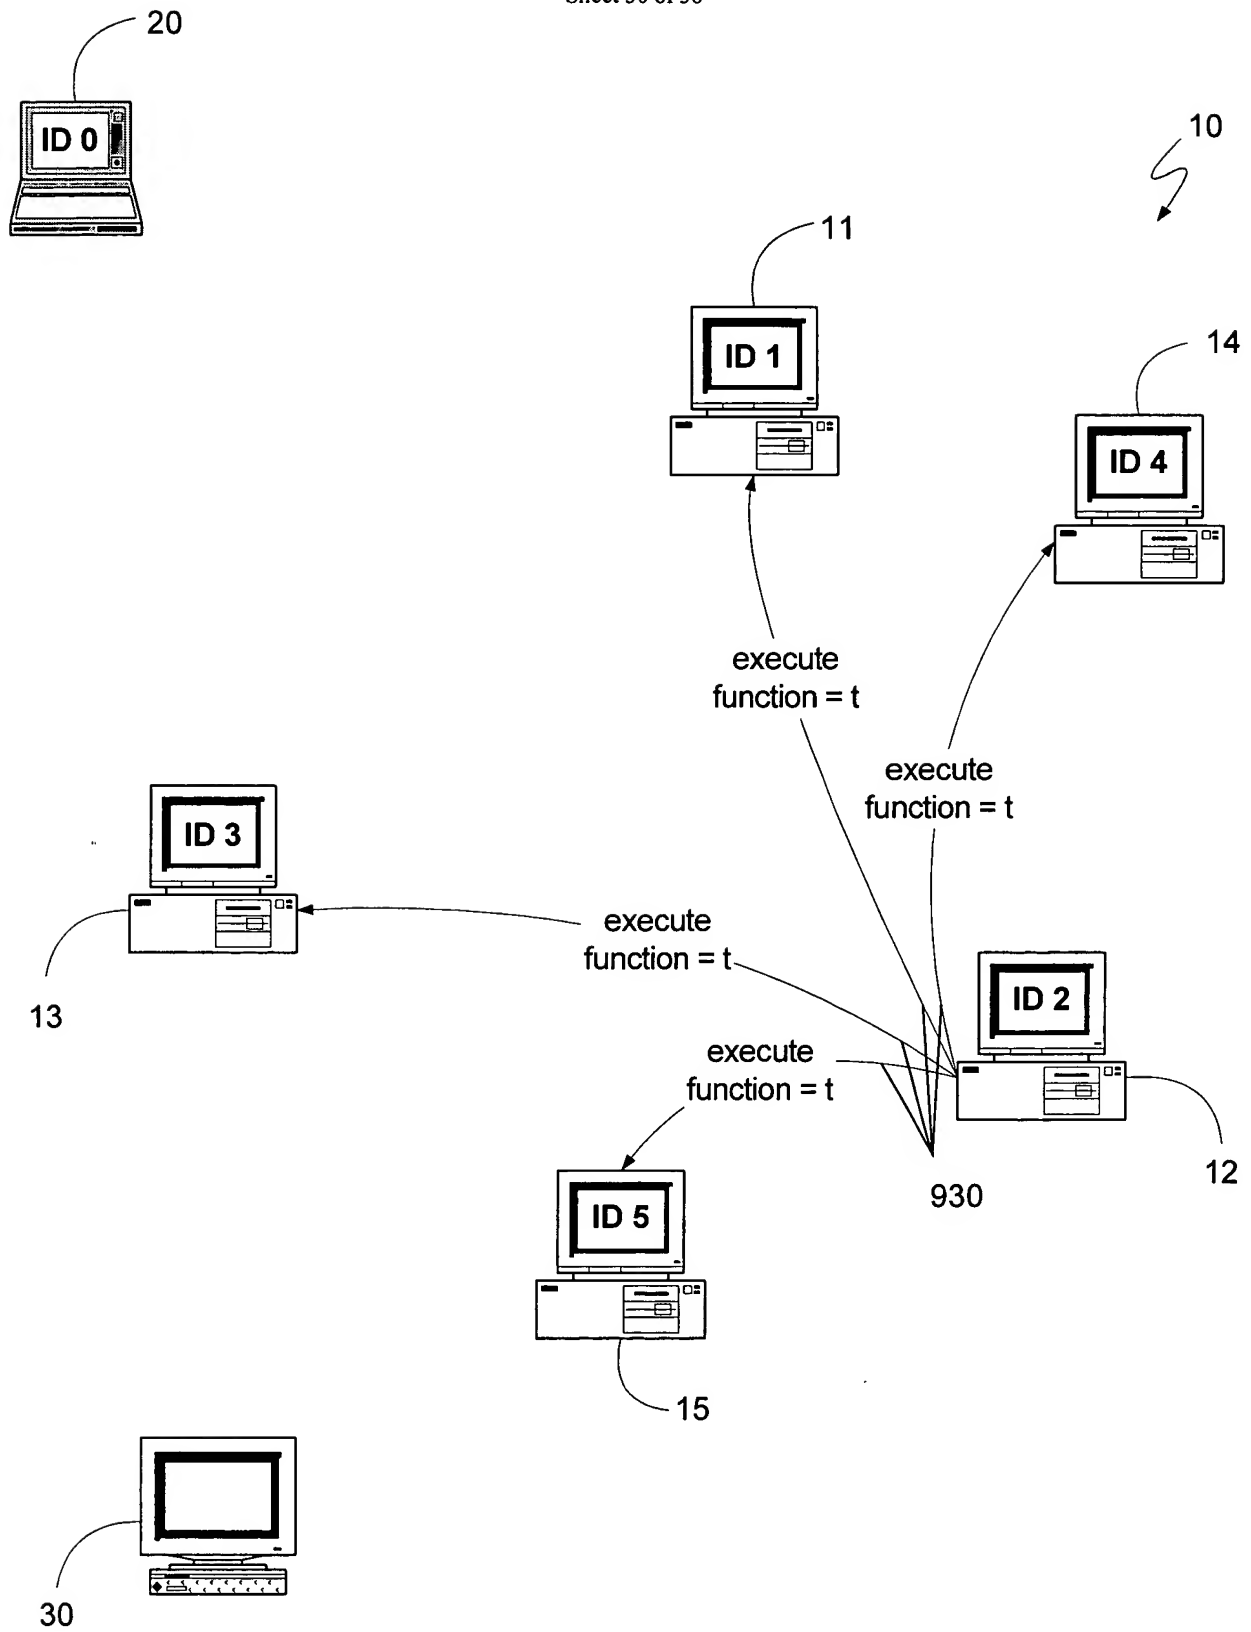 20
ID 0
10
11
ID 1
14
ID 4
execute
function = t
execute
function = t
ID 3
execute
function = t
13
ID 2
execute
function = t
12
930
ID 5
15
30